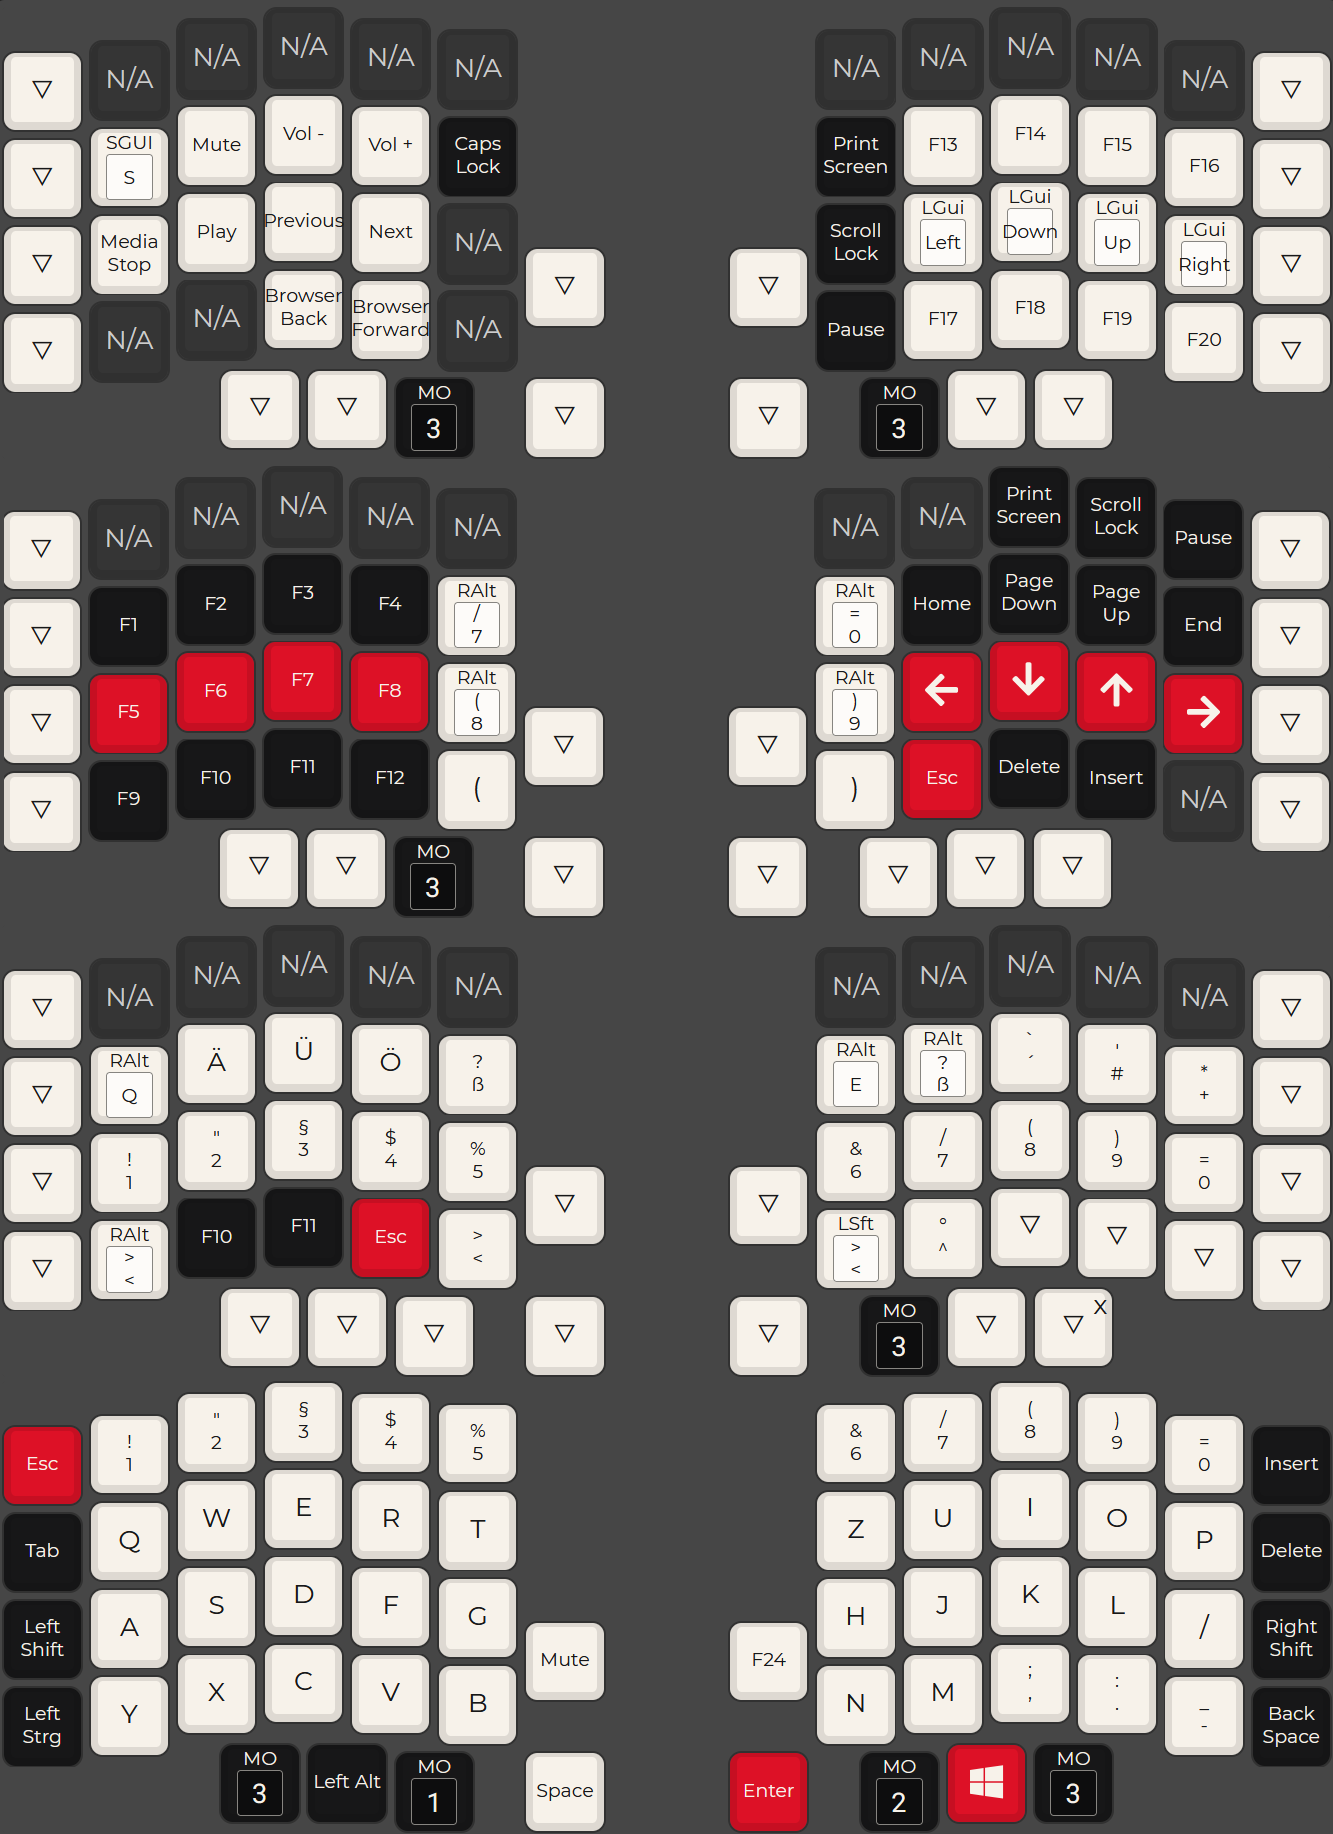 ▽ N/A N/A N/A N/A N/A N/A N/A N/A N/A N/A ▽
▽ SGUI S Mute Vol - Vol + Caps Lock Print Screen F13 F14 F15 F16 ▽
▽ Media Stop Play Previous Next N/A Scroll Lock LGui Left LGui Down LGui Up LGui Right ▽
▽ N/A N/A Browser Back Browser Forward N/A ▽ ▽ Pause F17 F18 F19 F20 ▽
▽ ▽ MO 3 ▽ ▽ MO 3 ▽ ▽
▽ N/A N/A N/A N/A N/A N/A N/A Print Screen Scroll Lock Pause ▽
▽ F1 F2 F3 F4 RAlt / 7 RAlt = 0 Home Page Down Page Up End ▽
▽ F5 F6 F7 F8 RAlt ( 8 RAlt ) 9 ← ↓ ↑ → ▽
▽ F9 F10 F11 F12 ( ▽ ▽ ) Esc Delete Insert N/A ▽
▽ ▽ MO 3 ▽ ▽ ▽ ▽ ▽
▽ N/A N/A N/A N/A N/A N/A N/A N/A N/A N/A ▽
▽ RAlt Q Ä Ü Ö ? ß RAlt E RAlt ? ß ` ´ ' # * + ▽
▽ ! 1 " 2 § 3 $ 4 % 5 & 6 / 7 ( 8 ) 9 = 0 ▽
▽ RAlt > < F10 F11 Esc > < ▽ ▽ LSft > < ° ^ ▽ ▽ ▽ ▽
▽ ▽ ▽ ▽ ▽ MO 3 ▽ ▽ X
Esc ! 1 " 2 § 3 $ 4 % 5 & 6 / 7 ( 8 ) 9 = 0 Insert
Tab Q W E R T Z U I O P Delete
Left Shift A S D F G H J K L / Right Shift
Left Strg Y X C V B Mute F24 N M ; , : . _ - Back Space
MO 3 Left Alt MO 1 Space Enter MO 2 MO 3